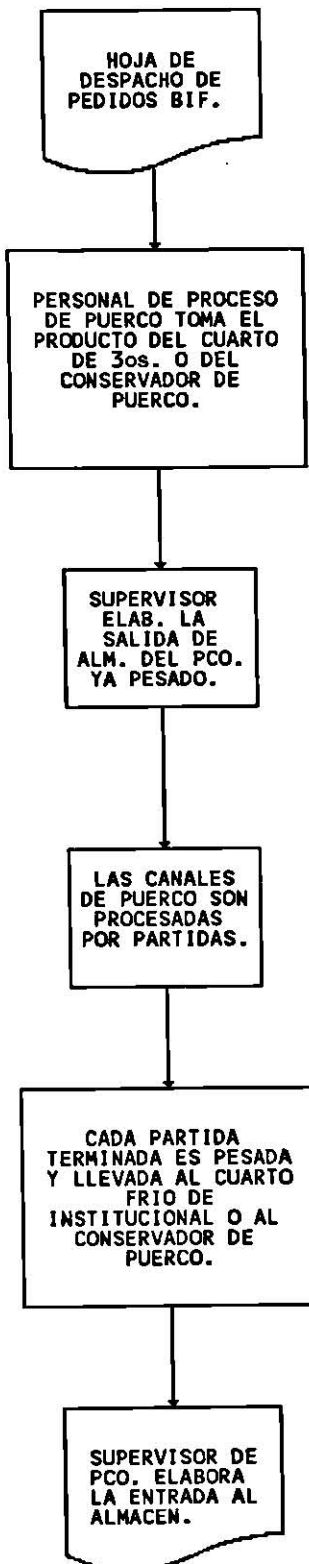 HOJA DE
DESPACHO DE
PEDIDOS BIF.
PERSONAL DE PROCESO
DE PUERCO TOMA EL
PRODUCTO DEL CUARTO
DE 3os. O DEL
CONSERVADOR DE
PUERCO.
SUPERVISOR
ELAB. LA
SALIDA DE
ALM. DEL PCO.
YA PESADO.
LAS CANALES
DE PUERCO SON
PROCESADAS
POR PARTIDAS.
CADA PARTIDA
TERMINADA ES PESADA
Y LLEVADA AL CUARTO
FRIO DE
INSTITUCIONAL O AL
CONSERVADOR DE
PUERCO.
SUPERVISOR DE
PCO. ELABORA
LA ENTRADA AL
ALMACEN.